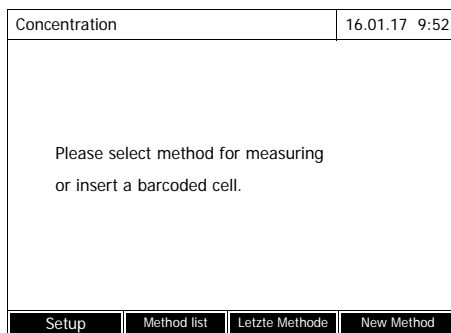 Concentration 16.01.17 9:52
Please select method for measuring
or insert a barcoded cell.
Setup Method list Letzte Methode New Method